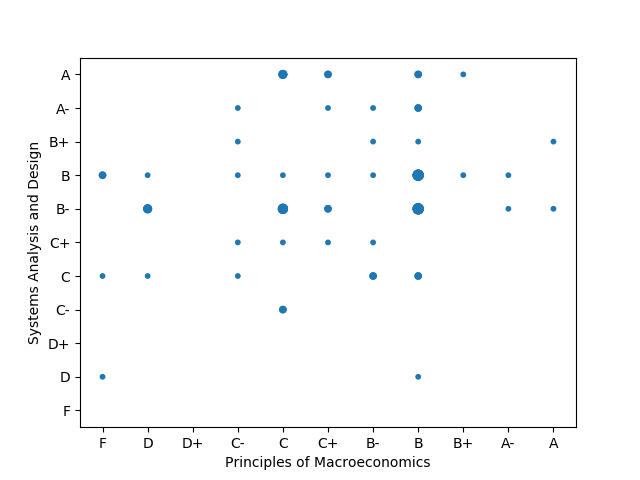 Systems Analysis and Design
A
A-
B+
B
B-
C+
C
C-
D+
D
F
F D D+ C- C C+ B- B B+ A- A
Principles of Macroeconomics